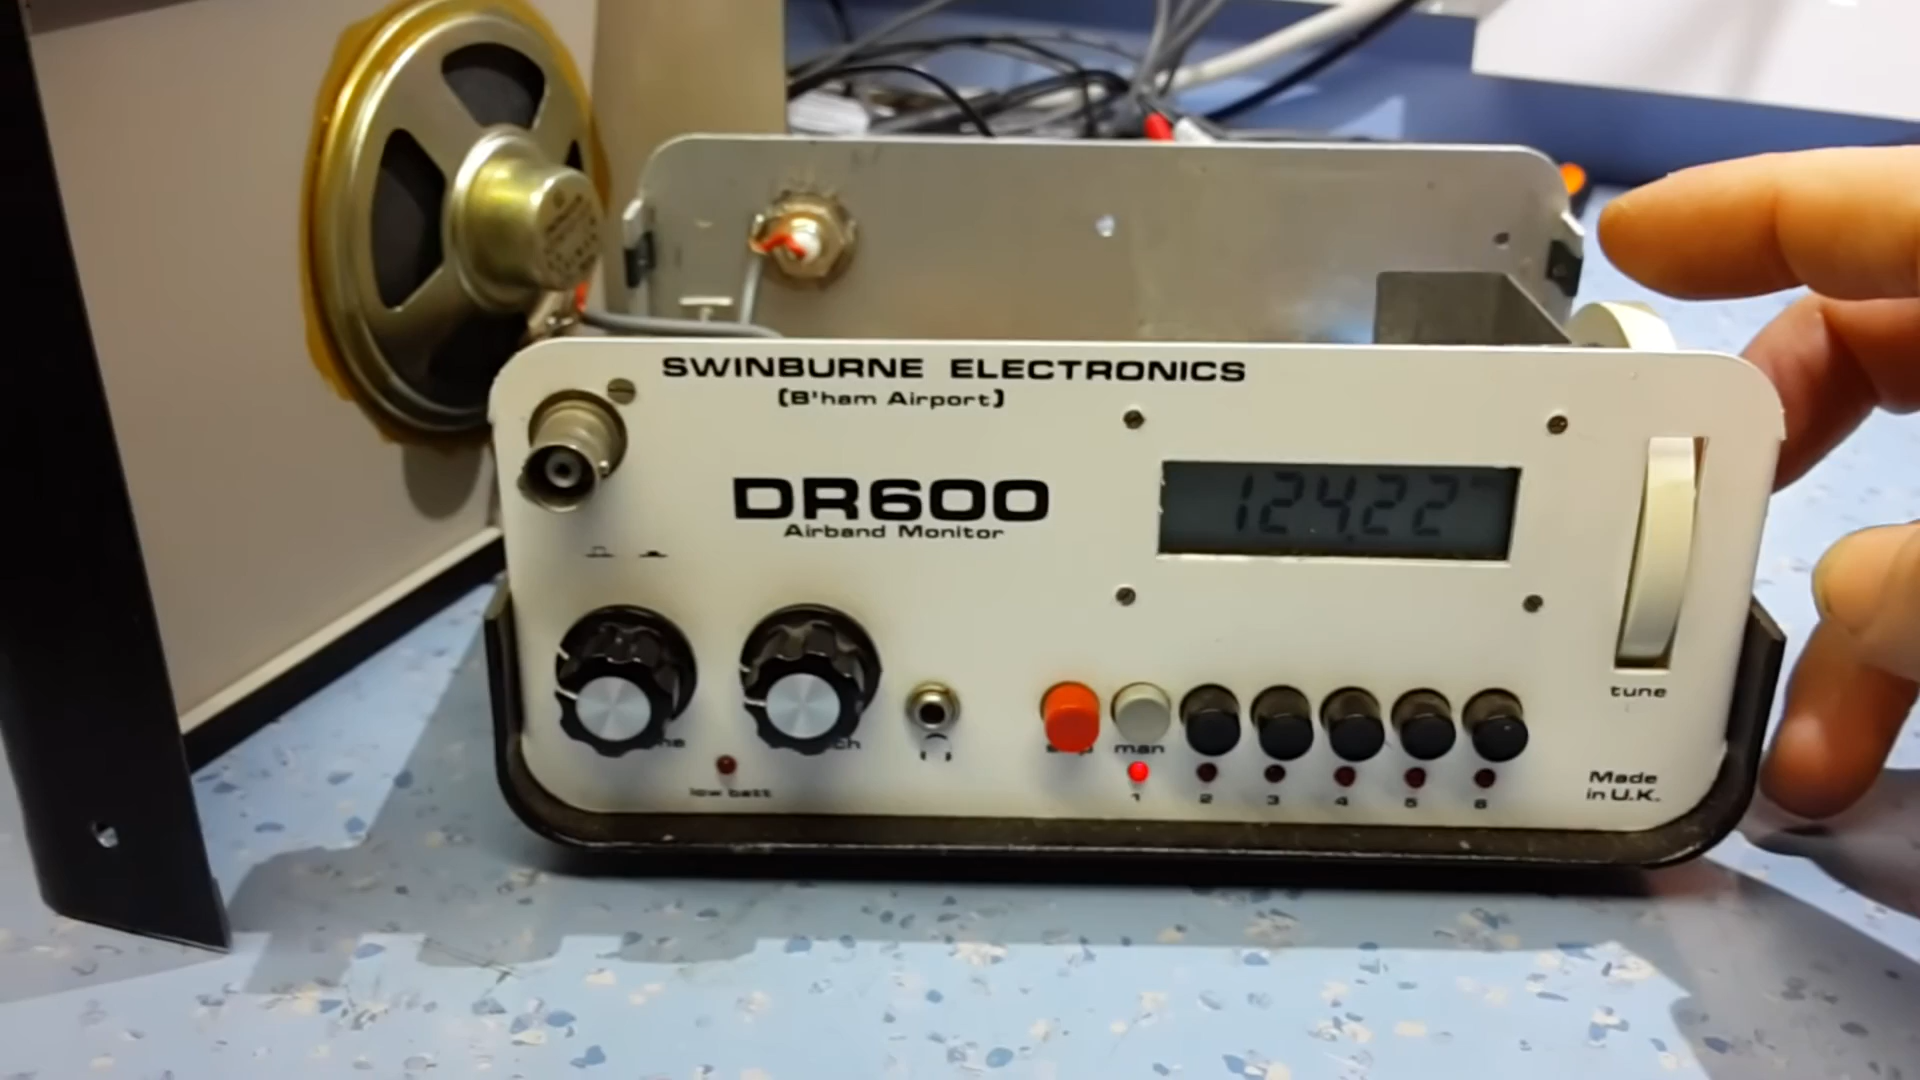 SWINBURNE ELECTRONICS
(B'ham Airport)
DR600
Airband Monitor
124.22
tune
man
low batt
1 2 3 4 5 6
Made
in U.K.